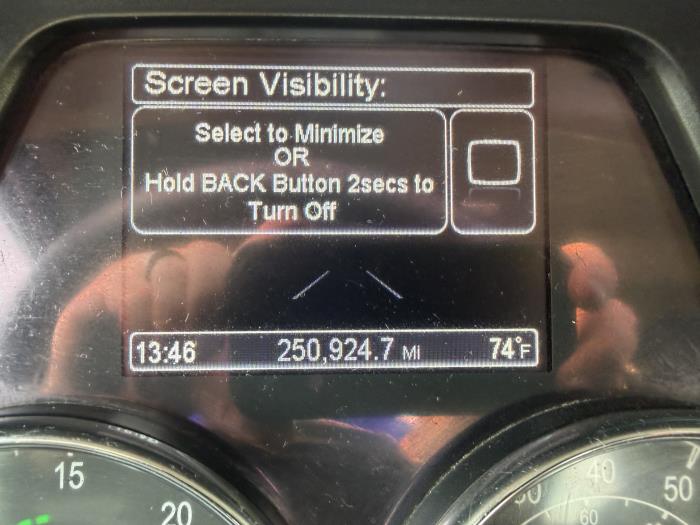 Screen Visibility:
Select to Minimize
OR
Hold BACK Button 2secs to
Turn Off
13:46 250,924.7 MI 74°F
15
20
40
50
60